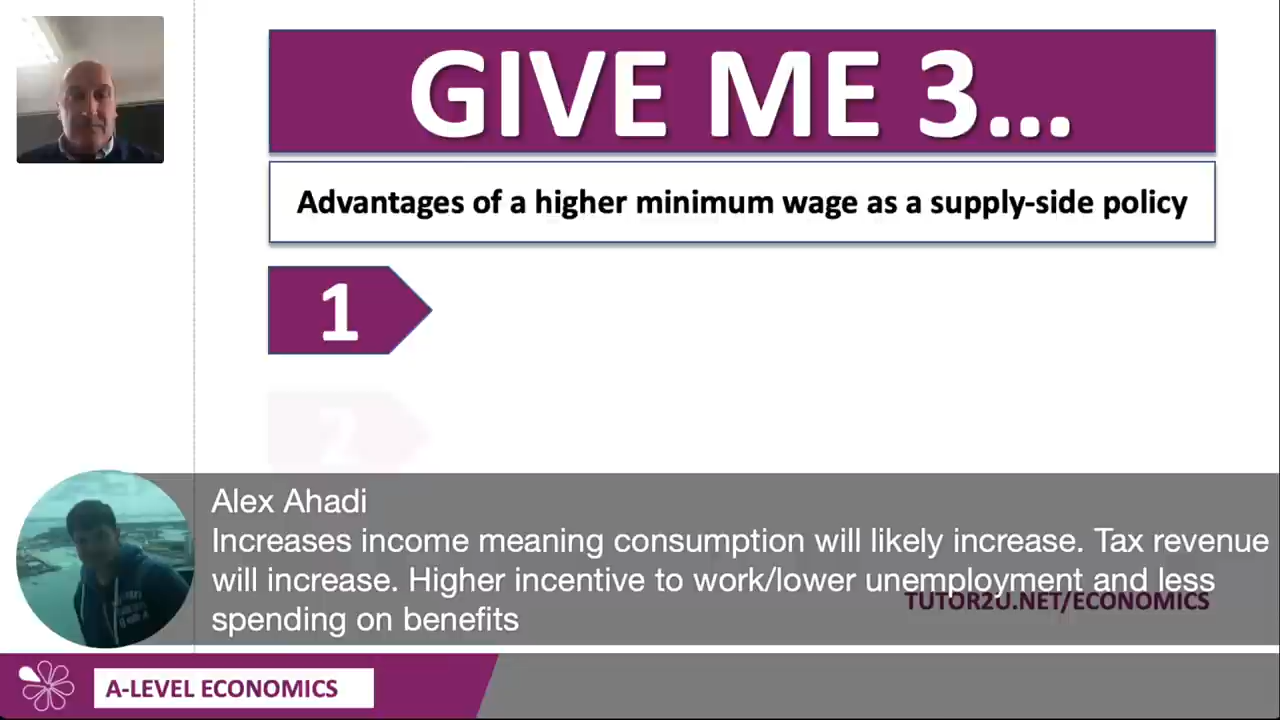 GIVE ME 3...
Advantages of a higher minimum wage as a supply-side policy
1
2
Alex Ahadi
Increases income meaning consumption will likely increase. Tax revenue
will increase. Higher incentive to work/lower unemployment and less
spending on benefits
TUTOR2U.NET/ECONOMICS
A-LEVEL ECONOMICS